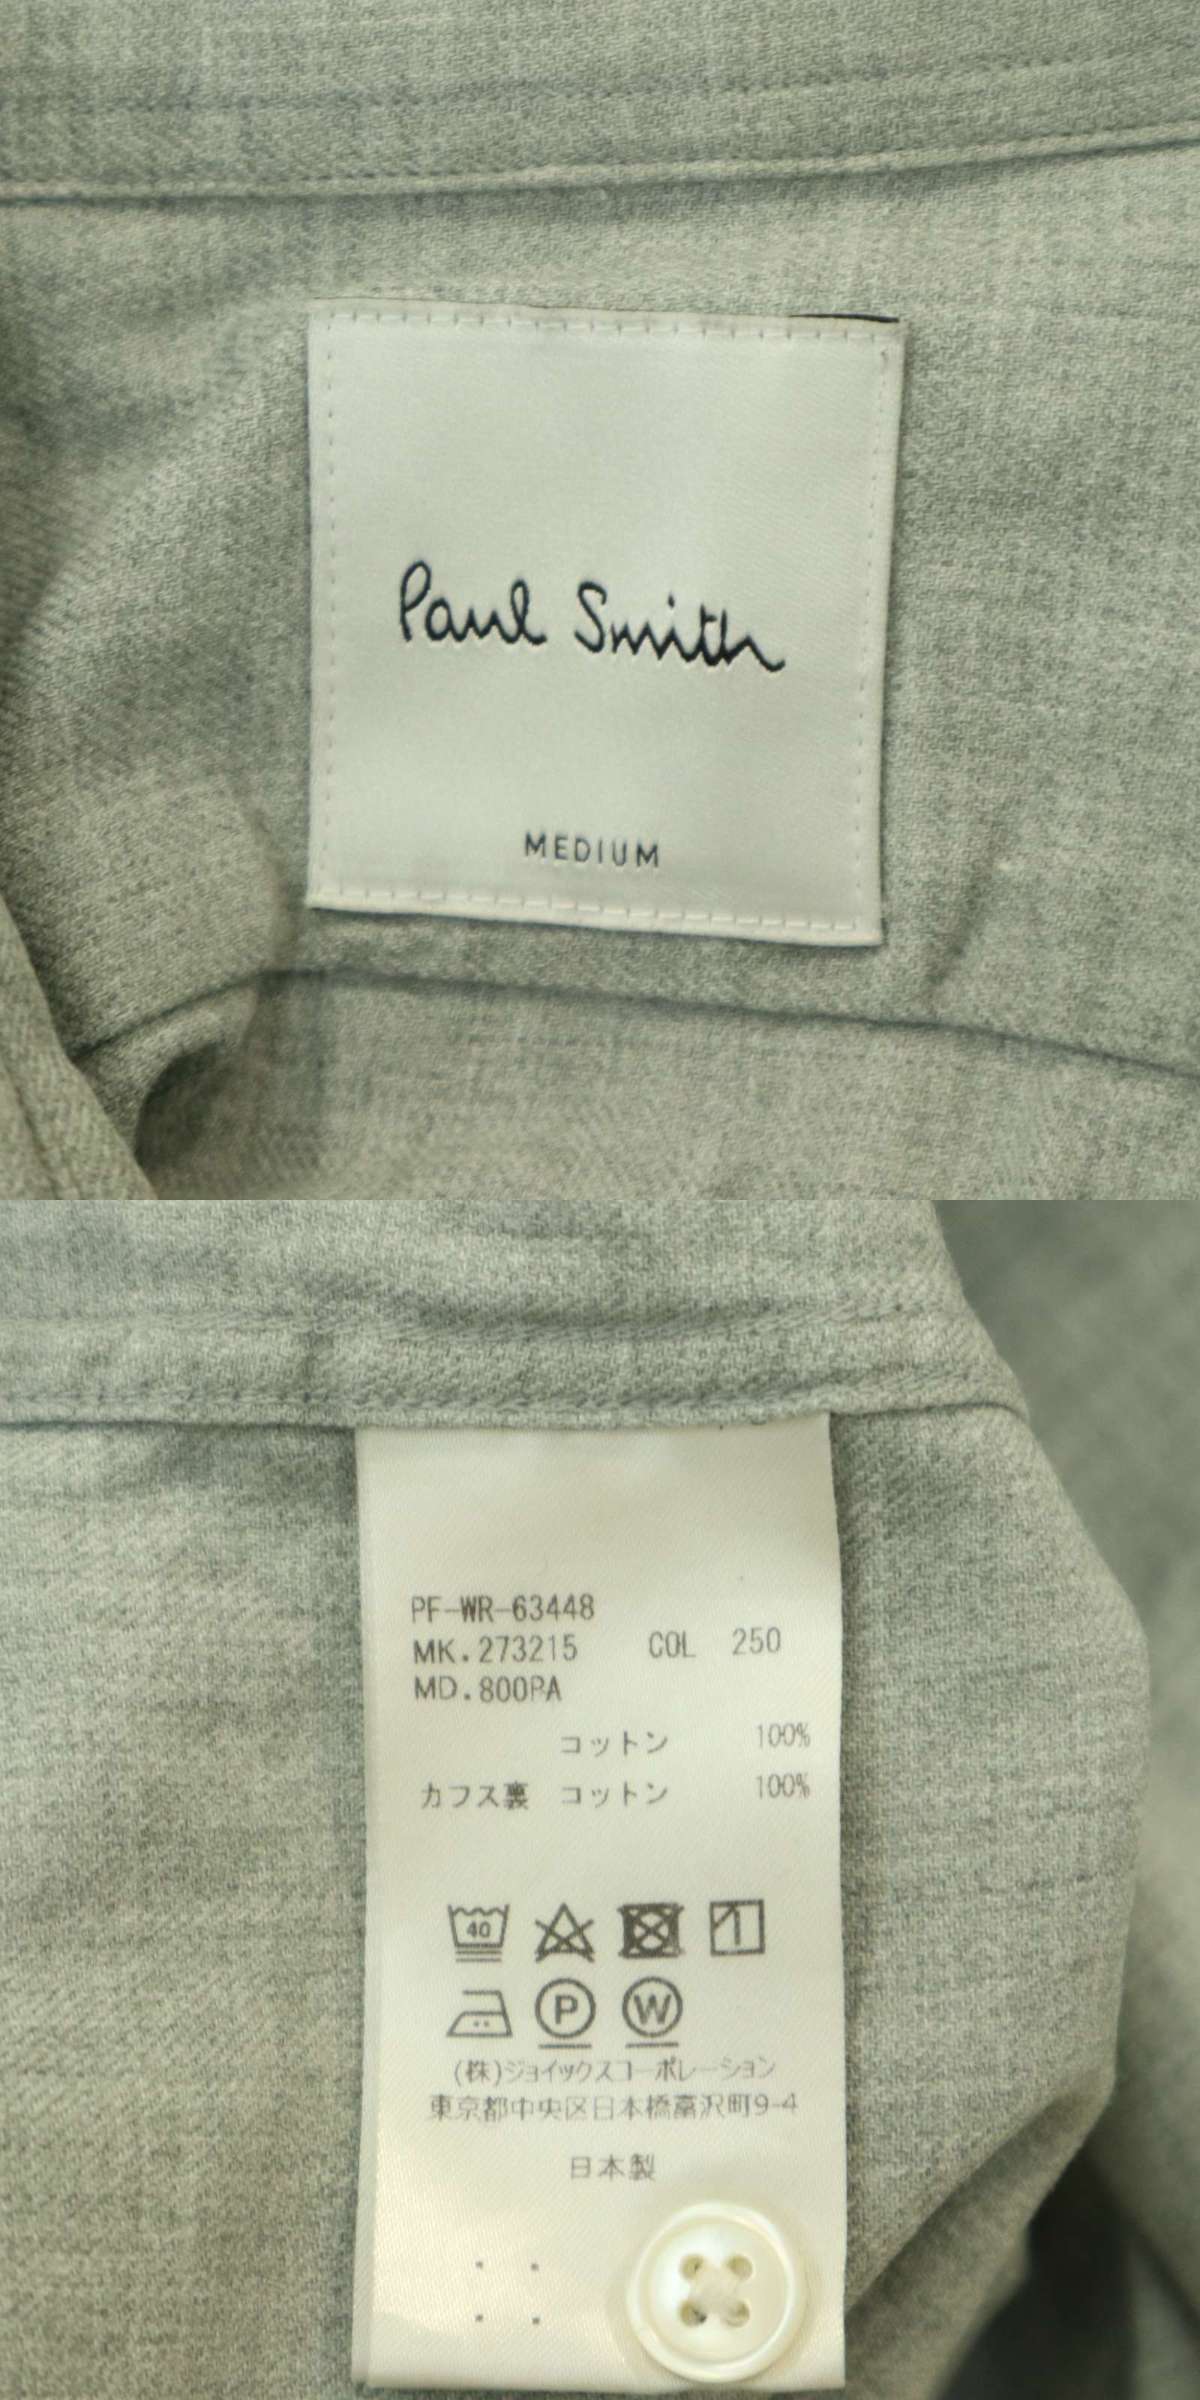 Paul Smith
MEDIUM
PF-WR-63448
MK.273215 COL 250
MD.800PA
コットン 100%
カフス裏 コットン 100%
40
P W
(株)ジョイックスコーポレーション
東京都中央区日本橋富沢町9-4
日本製